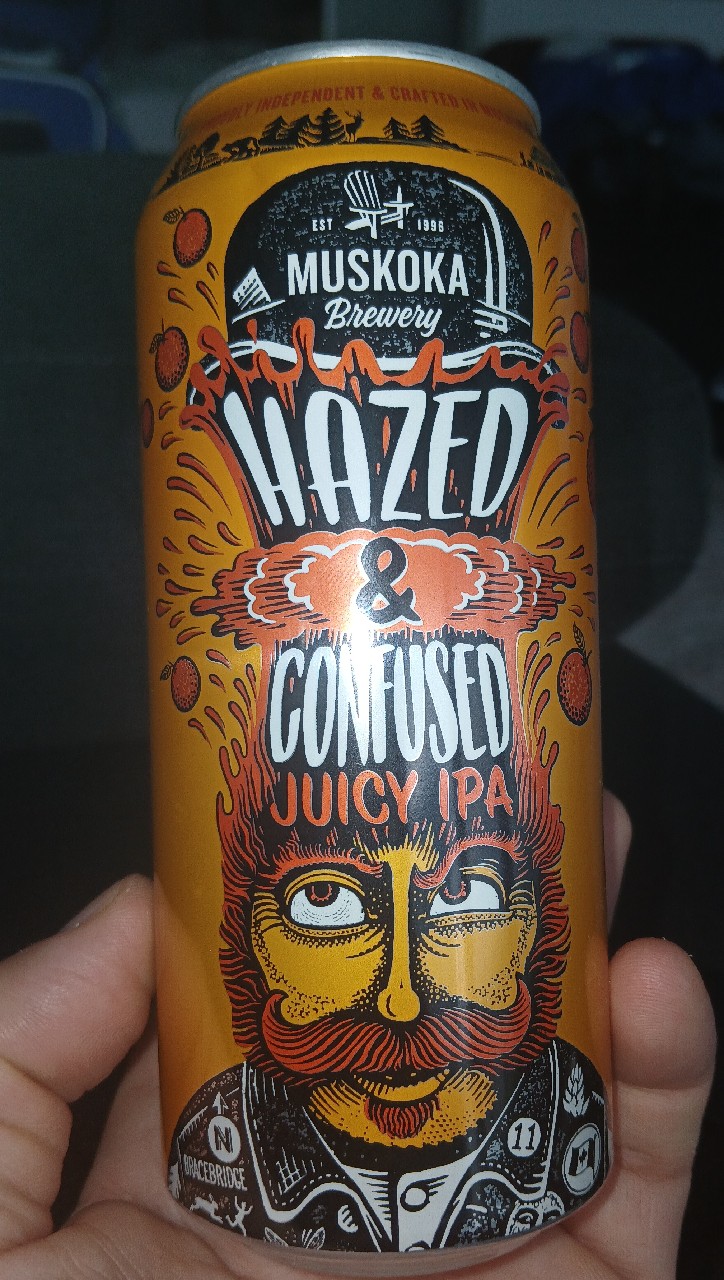 INDEPENDENT & CRAFTED IN
EST 1996
MUSKOKA
Brewery
HAZED
&
CONFUSED
JUICY IPA
N
11
BRACEBRIDGE